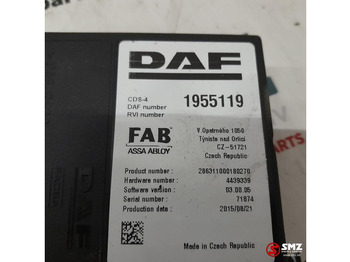 DAF
CDS-4
DAF number
RVI number
1955119
FAB
ASSA ABLOY
V Opatrného 1050
Týniště nad Orlicí
CZ-51721
Czech Republic
Product number : 286311000180270
Hardware number : 4439339
Software version : 03.00.05
Serial number : 71874
Production date : 2015/08/21
Made in Czech Republic
SMZ